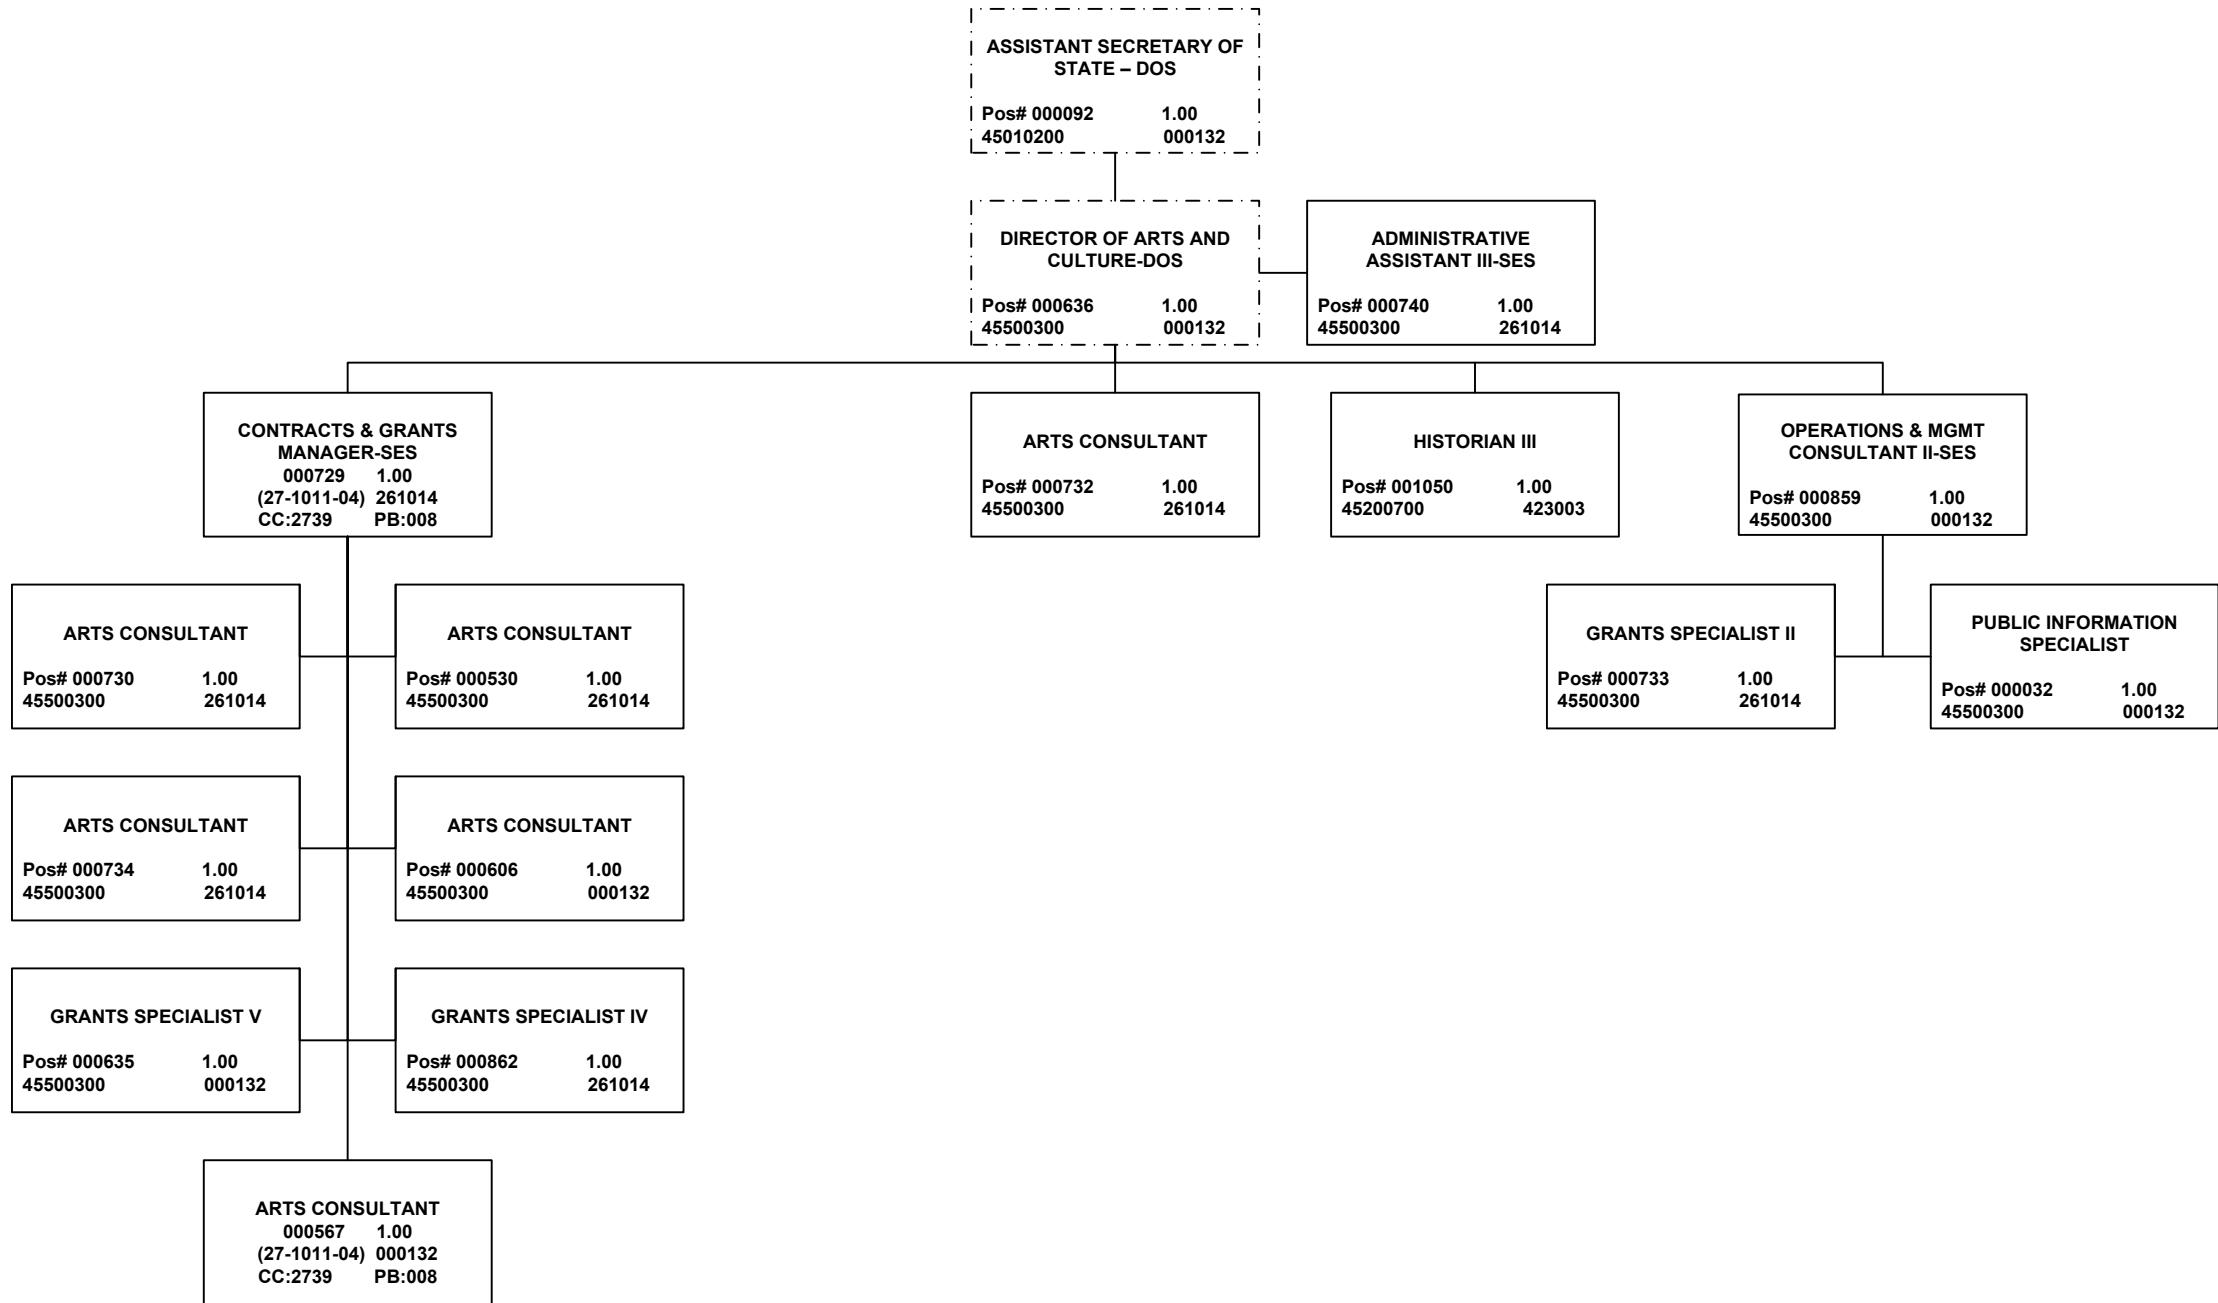 ASSISTANT SECRETARY OF
STATE – DOS
Pos# 000092 1.00
45010200 000132
DIRECTOR OF ARTS AND
CULTURE-DOS
Pos# 000636 1.00
45500300 000132
ADMINISTRATIVE
ASSISTANT III-SES
Pos# 000740 1.00
45500300 261014
CONTRACTS & GRANTS
MANAGER-SES
000729 1.00
(27-1011-04) 261014
CC:2739 PB:008
ARTS CONSULTANT
Pos# 000732 1.00
45500300 261014
HISTORIAN III
Pos# 001050 1.00
45200700 423003
OPERATIONS & MGMT
CONSULTANT II-SES
Pos# 000859 1.00
45500300 000132
ARTS CONSULTANT
Pos# 000730 1.00
45500300 261014
ARTS CONSULTANT
Pos# 000530 1.00
45500300 261014
GRANTS SPECIALIST II
Pos# 000733 1.00
45500300 261014
PUBLIC INFORMATION
SPECIALIST
Pos# 000032 1.00
45500300 000132
ARTS CONSULTANT
Pos# 000734 1.00
45500300 261014
ARTS CONSULTANT
Pos# 000606 1.00
45500300 000132
GRANTS SPECIALIST V
Pos# 000635 1.00
45500300 000132
GRANTS SPECIALIST IV
Pos# 000862 1.00
45500300 261014
ARTS CONSULTANT
000567 1.00
(27-1011-04) 000132
CC:2739 PB:008